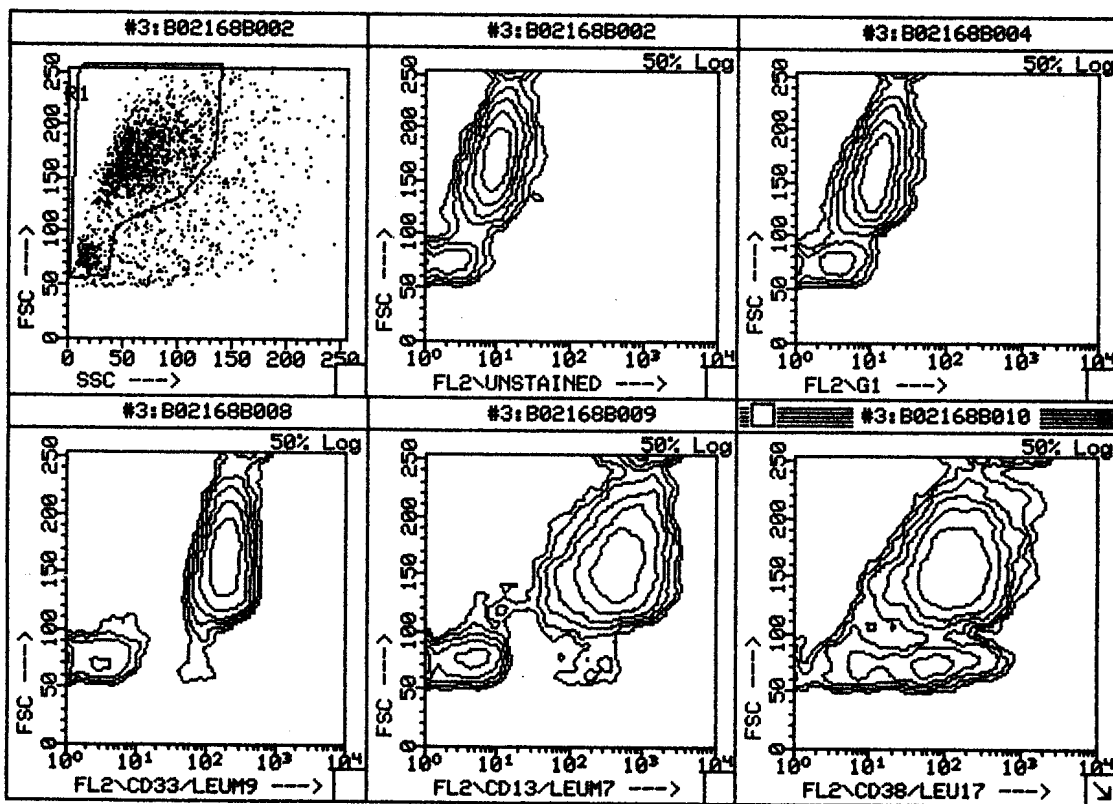 #3:B02168B002
R1
250
200
150
100
50
0
FSC --->
0 50 100 150 200 250
SSC --->
#3:B02168B002
50% Log
250
200
150
100
50
0
FSC --->
10⁰ 10¹ 10² 10³ 10⁴
FL2\UNSTAINED --->
#3:B02168B004
50% Log
250
200
150
100
50
0
FSC --->
10⁰ 10¹ 10² 10³ 10⁴
FL2\G1 --->
#3:B02168B008
50% Log
250
200
150
100
50
0
FSC --->
10⁰ 10¹ 10² 10³ 10⁴
FL2\CD33/LEUM9 --->
#3:B02168B009
50% Log
250
200
150
100
50
0
FSC --->
10⁰ 10¹ 10² 10³ 10⁴
FL2\CD13/LEUM7 --->
#3:B02168B010
50% Log
250
200
150
100
50
0
FSC --->
10⁰ 10¹ 10² 10³ 10⁴
FL2\CD38/LEU17 --->